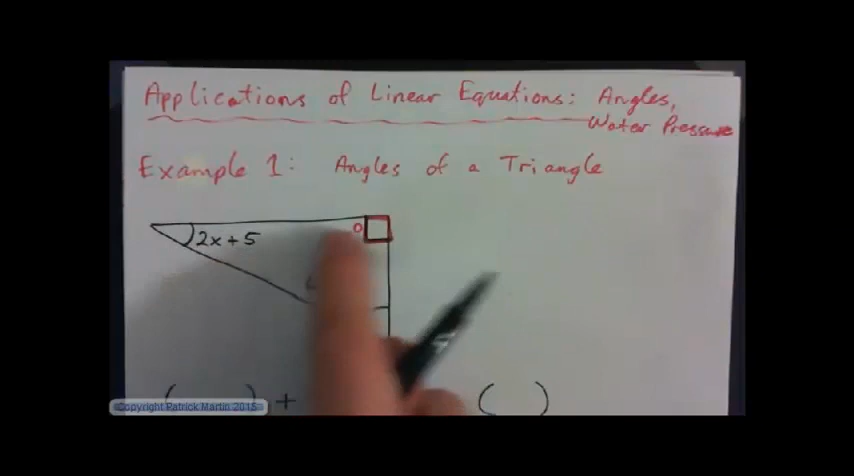 Applications of Linear Equations: Angles,
Water Pressure
Example 1: Angles of a Triangle
2x+5
( ) + ( )
Copyright Patrick Martin 2015